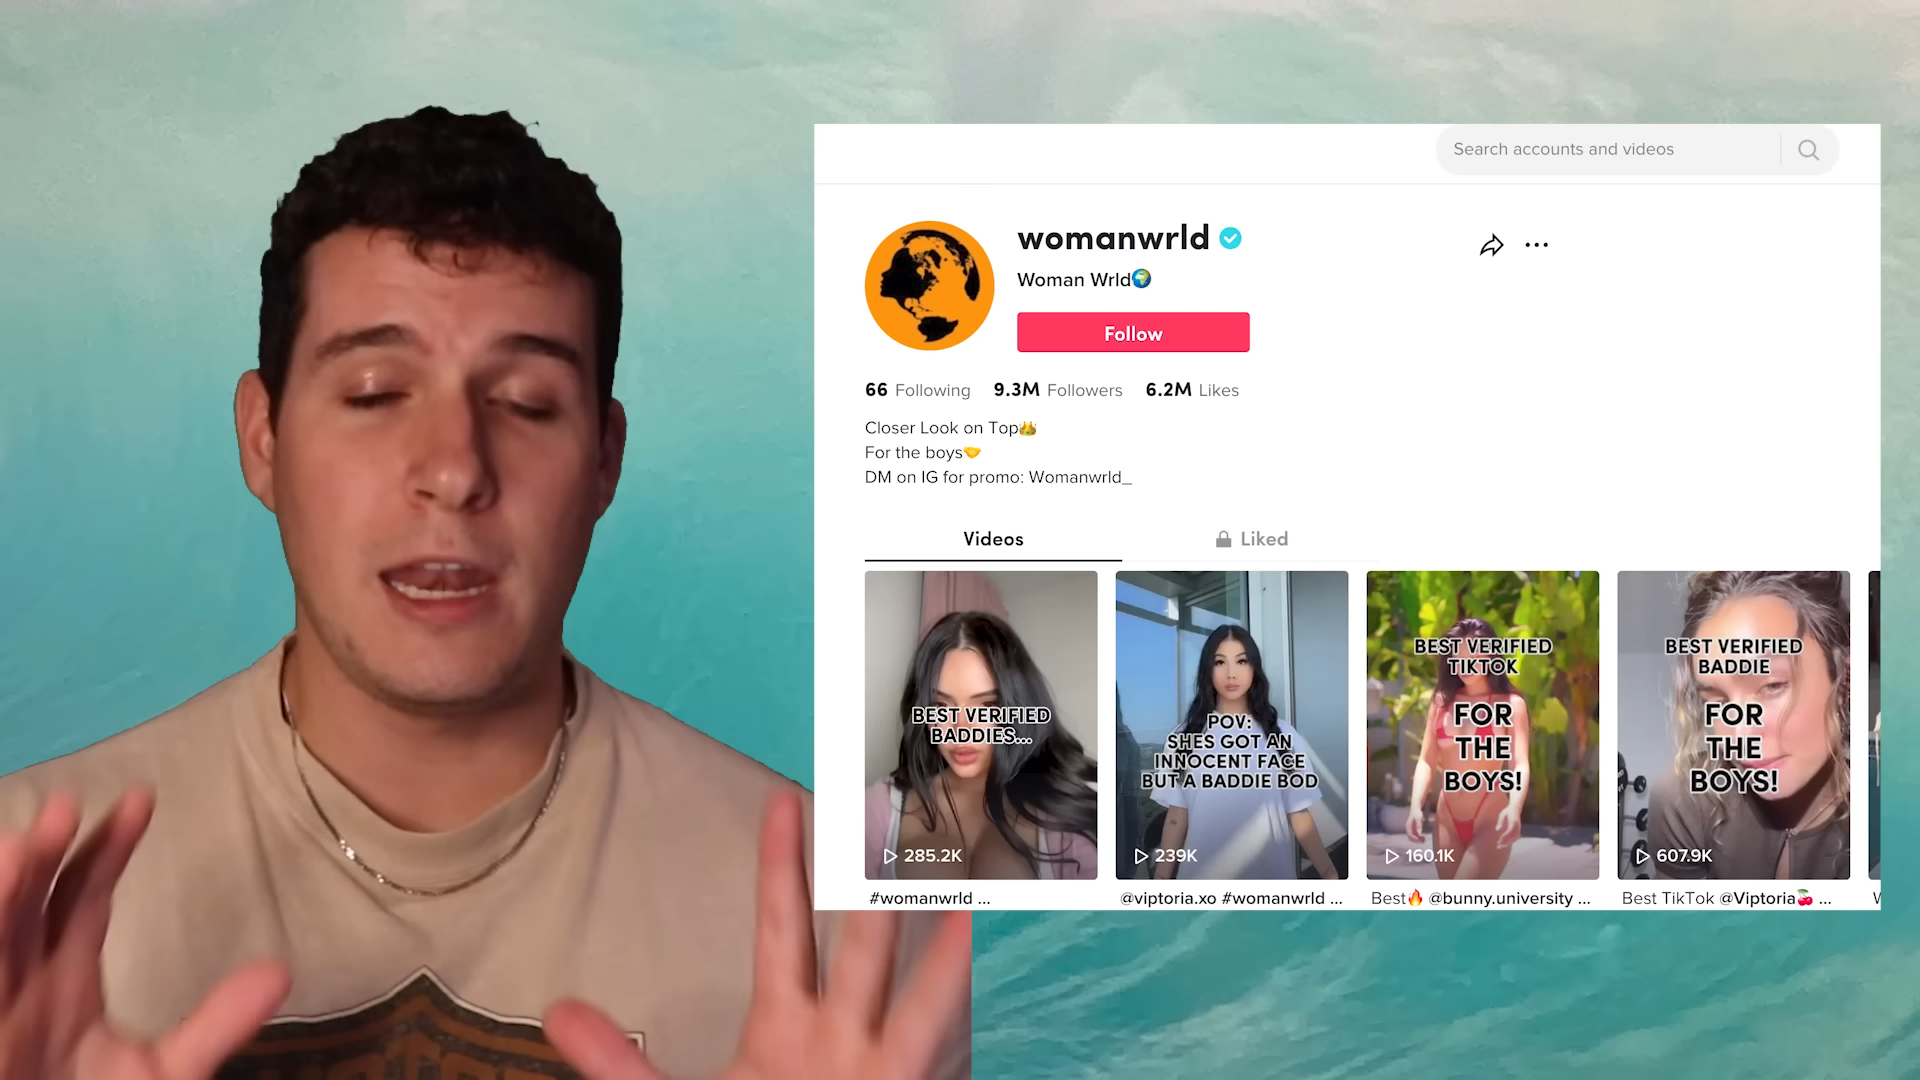 Search accounts and videos
womanwrld
Woman Wrld
Follow
66 Following 9.3M Followers 6.2M Likes
Closer Look on Top
For the boys
DM on IG for promo: Womanwrld_
Videos
Liked
BEST VERIFIED
BADDIES...
285.2K
#womanwrld ...
POV:
SHES GOT AN
INNOCENT FACE
BUT A BADDIE BOD
239K
@viptoria.xo #womanwrld ...
BEST VERIFIED
TIKTOK
FOR
THE
BOYS!
160.1K
Best @bunny.university ...
BEST VERIFIED
BADDIE
FOR
THE
BOYS!
607.9K
Best TikTok @Viptoria ...